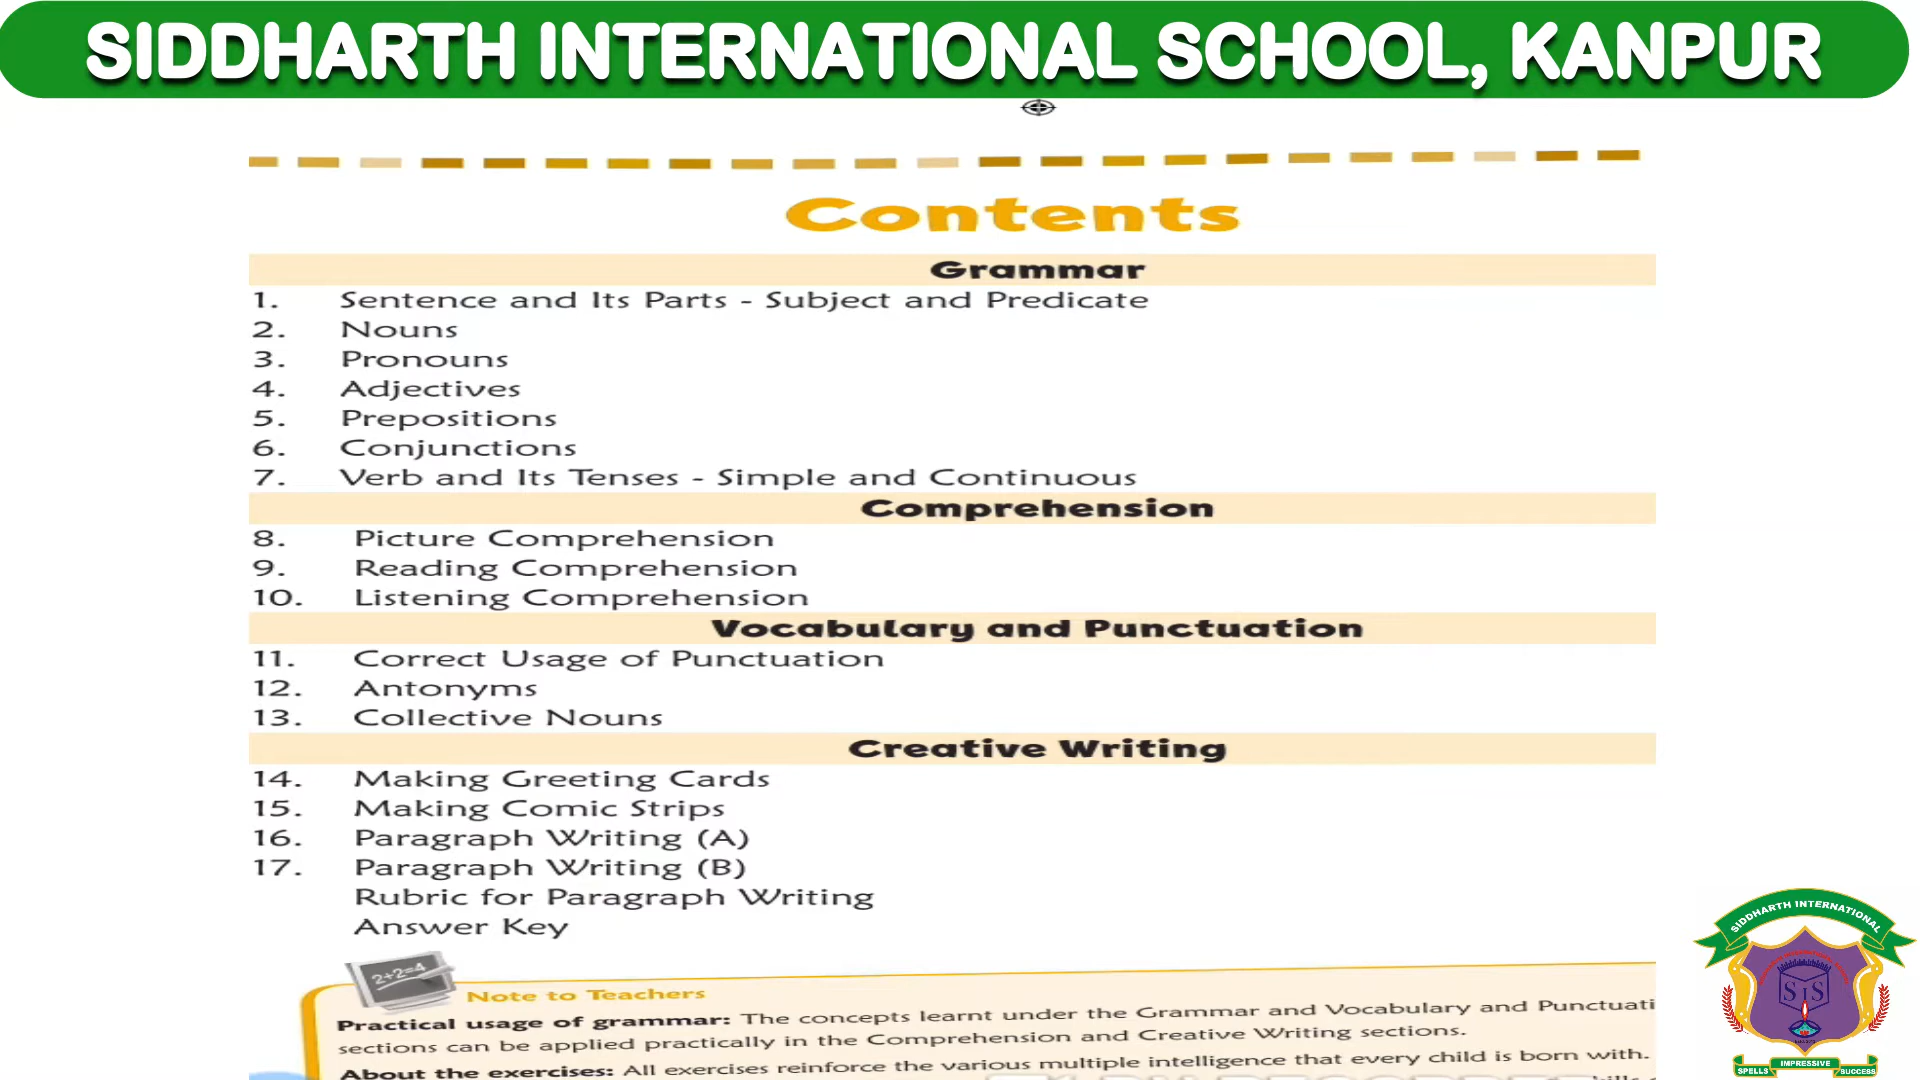 SIDDHARTH INTERNATIONAL SCHOOL, KANPUR
Contents
Grammar
1. Sentence and Its Parts - Subject and Predicate
2. Nouns
3. Pronouns
4. Adjectives
5. Prepositions
6. Conjunctions
7. Verb and Its Tenses - Simple and Continuous
Comprehension
8. Picture Comprehension
9. Reading Comprehension
10. Listening Comprehension
Vocabulary and Punctuation
11. Correct Usage of Punctuation
12. Antonyms
13. Collective Nouns
Creative Writing
14. Making Greeting Cards
15. Making Comic Strips
16. Paragraph Writing (A)
17. Paragraph Writing (B)
Rubric for Paragraph Writing
Answer Key
2+2=4
Note to Teachers
Practical usage of grammar: The concepts learnt under the Grammar and Vocabulary and Punctuati
sections can be applied practically in the Comprehension and Creative Writing sections.
About the exercises: All exercises reinforce the various multiple intelligence that every child is born with.
SIDDHARTH INTERNATIONAL
SIS
SPELLS IMPRESSIVE SUCCESS